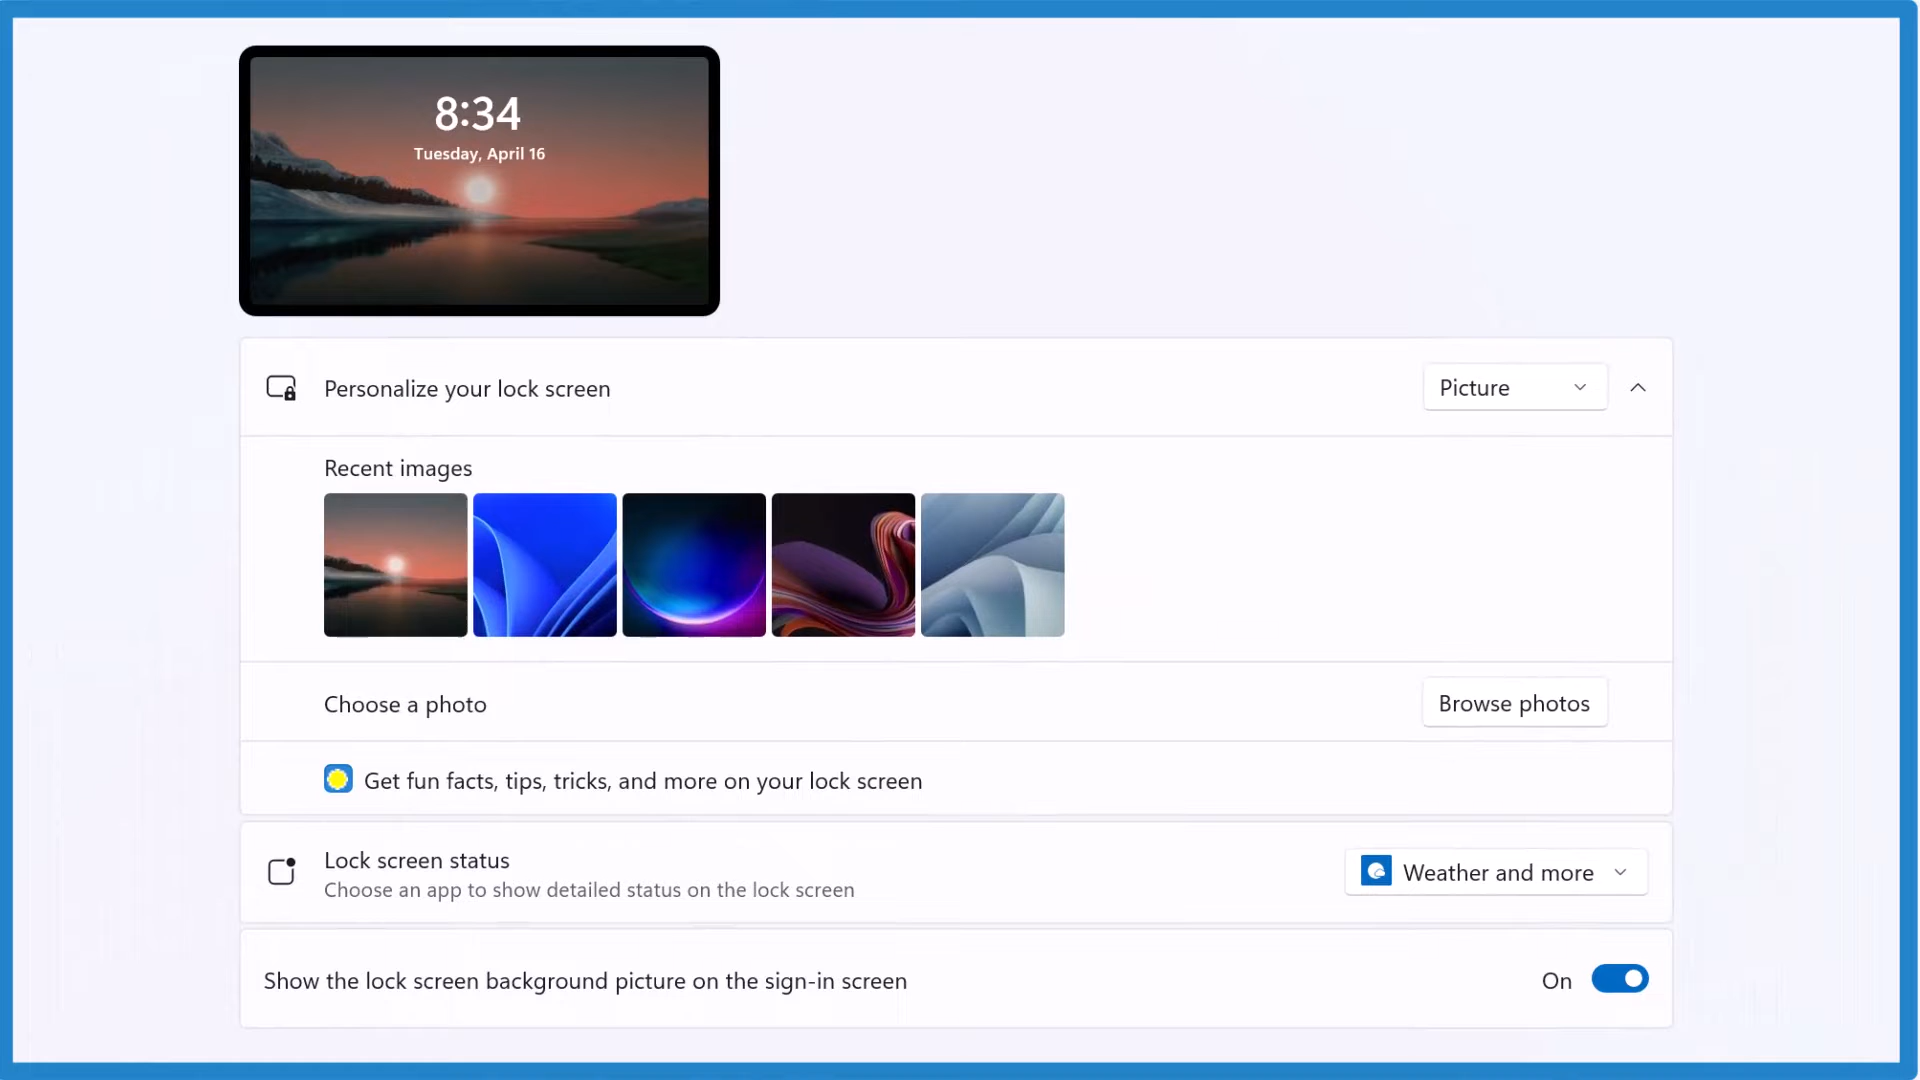 8:34
Tuesday, April 16
Personalize your lock screen
Picture
Recent images
Choose a photo
Browse photos
Get fun facts, tips, tricks, and more on your lock screen
Lock screen status
Choose an app to show detailed status on the lock screen
Weather and more
Show the lock screen background picture on the sign-in screen
On